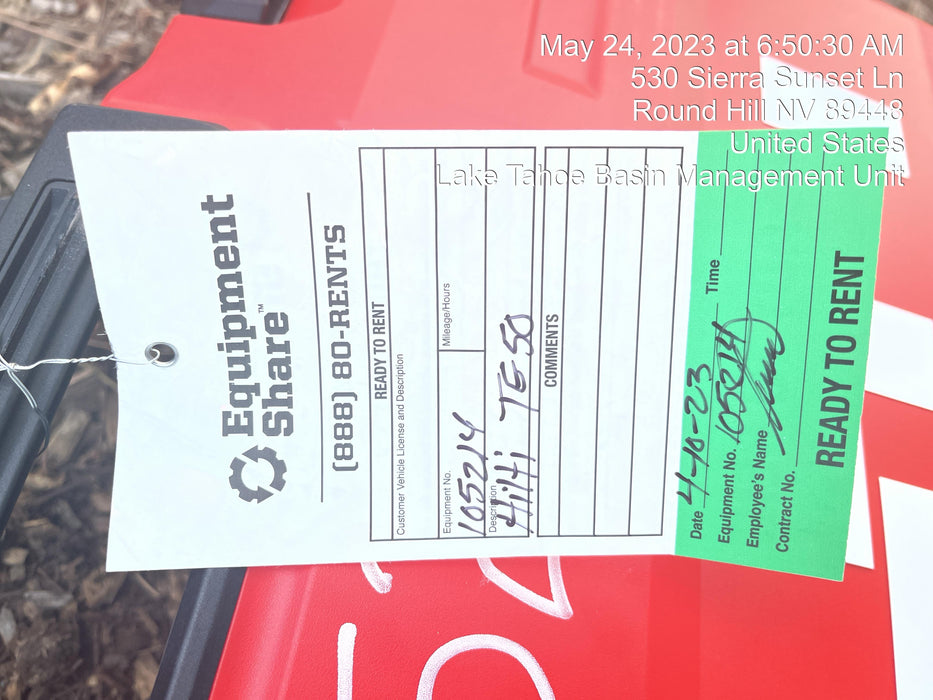 May 24, 2023 at 6:50:30 AM
530 Sierra Sunset Ln
Round Hill NV 89448
United States
Lake Tahoe Basin Management Unit
Equipment
Share™
(888) 80-RENTS
READY TO RENT
Customer Vehicle License and Description
Equipment No. Mileage/Hours
105214
Description
Hilti TE50
COMMENTS
Date 4-10-23 Time
Equipment No. 105214
Employee's Name
Contract No.
READY TO RENT